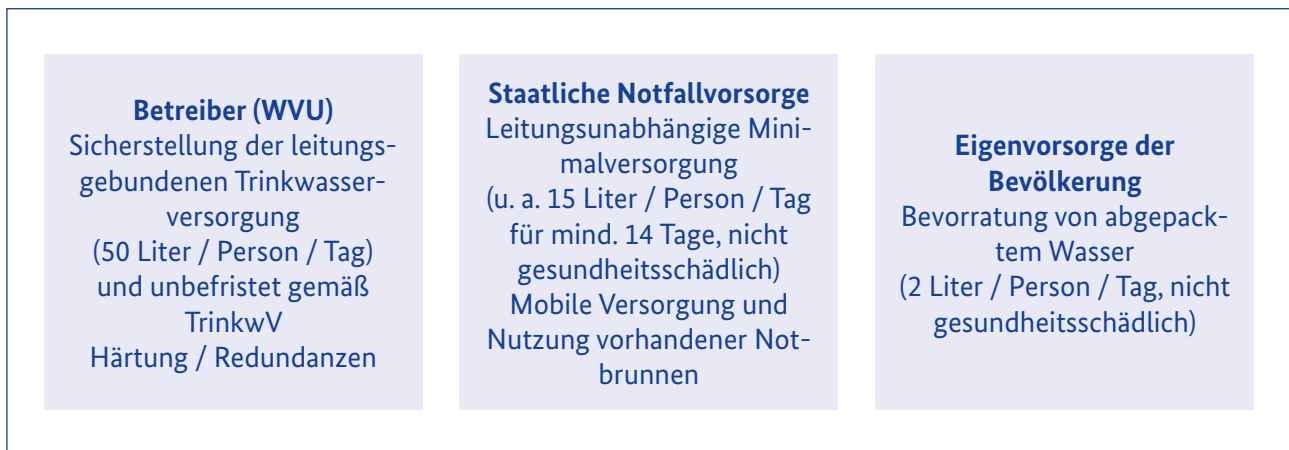 Betreiber (WVU)
Sicherstellung der leitungs-
gebundenen Trinkwasser-
versorgung
(50 Liter / Person / Tag)
und unbefristet gemäß
TrinkwV
Härtung / Redundanzen
Staatliche Notfallvorsorge
Leitungsunabhängige Mini-
malversorgung
(u. a. 15 Liter / Person / Tag
für mind. 14 Tage, nicht
gesundheitsschädlich)
Mobile Versorgung und
Nutzung vorhandener Not-
brunnen
Eigenvorsorge der
Bevölkerung
Bevorratung von abgepack-
tem Wasser
(2 Liter / Person / Tag, nicht
gesundheitsschädlich)